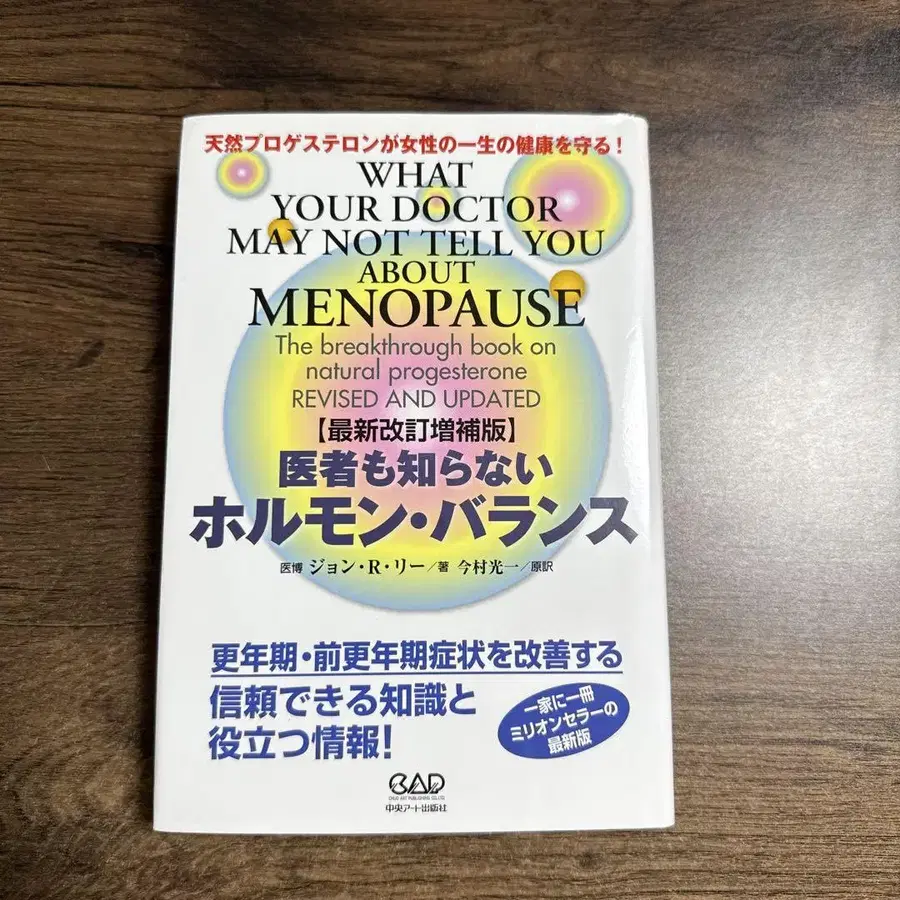 天然プロゲステロンが女性の一生の健康を守る!
WHAT
YOUR DOCTOR
MAY NOT TELL YOU
ABOUT
MENOPAUSE
The breakthrough book on
natural progesterone
REVISED AND UPDATED
【最新改訂増補版】
医者も知らない
ホルモン・バランス
医博 ジョン・R・リー/著 今村光一/原訳
更年期・前更年期症状を改善する
信頼できる知識と
役立つ情報!
一家に一冊
ミリオンセラーの
最新版
CAP
CHUO ART PUBLISHING CO.,LTD.
中央アート出版社